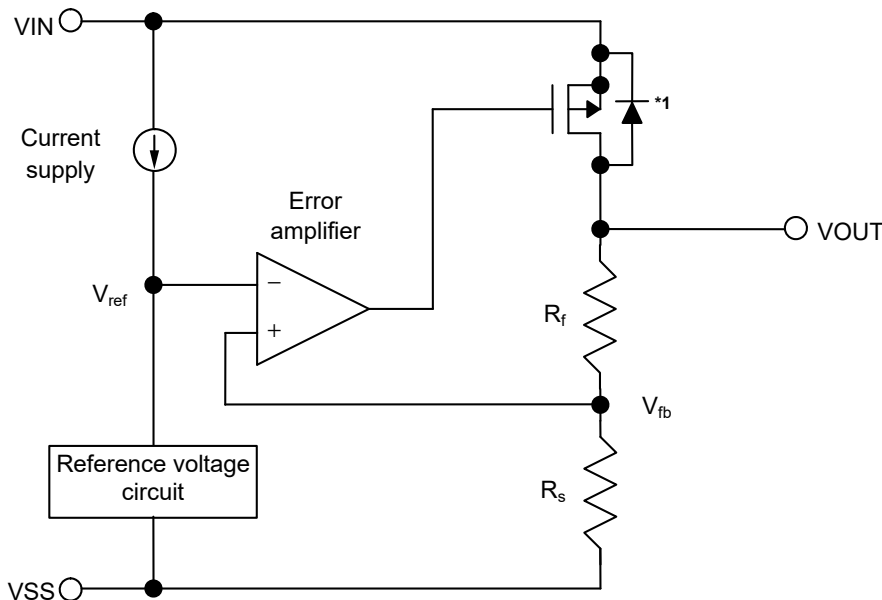 VIN
*1
Current
supply
Error
amplifier
VOUT
−
Vref
Rf
+
Vfb
Reference voltage
circuit
Rs
VSS